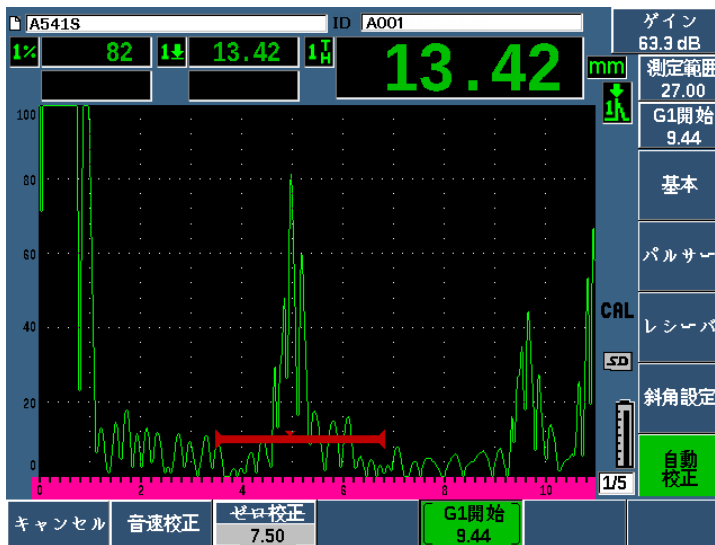 A541S ID A001 ゲイン
63.3 dB
1% 82 1 13.42 1TH 13.42 mm
測定範囲
27.00
1
G1開始
9.44
100
80
60
40
20
0
基本
パルサー
CAL
レシーバ
SD
斜角設定
自動
校正
0 2 4 6 8 10
1/5
キャンセル 音速校正 ゼロ校正 G1開始
7.50 9.44